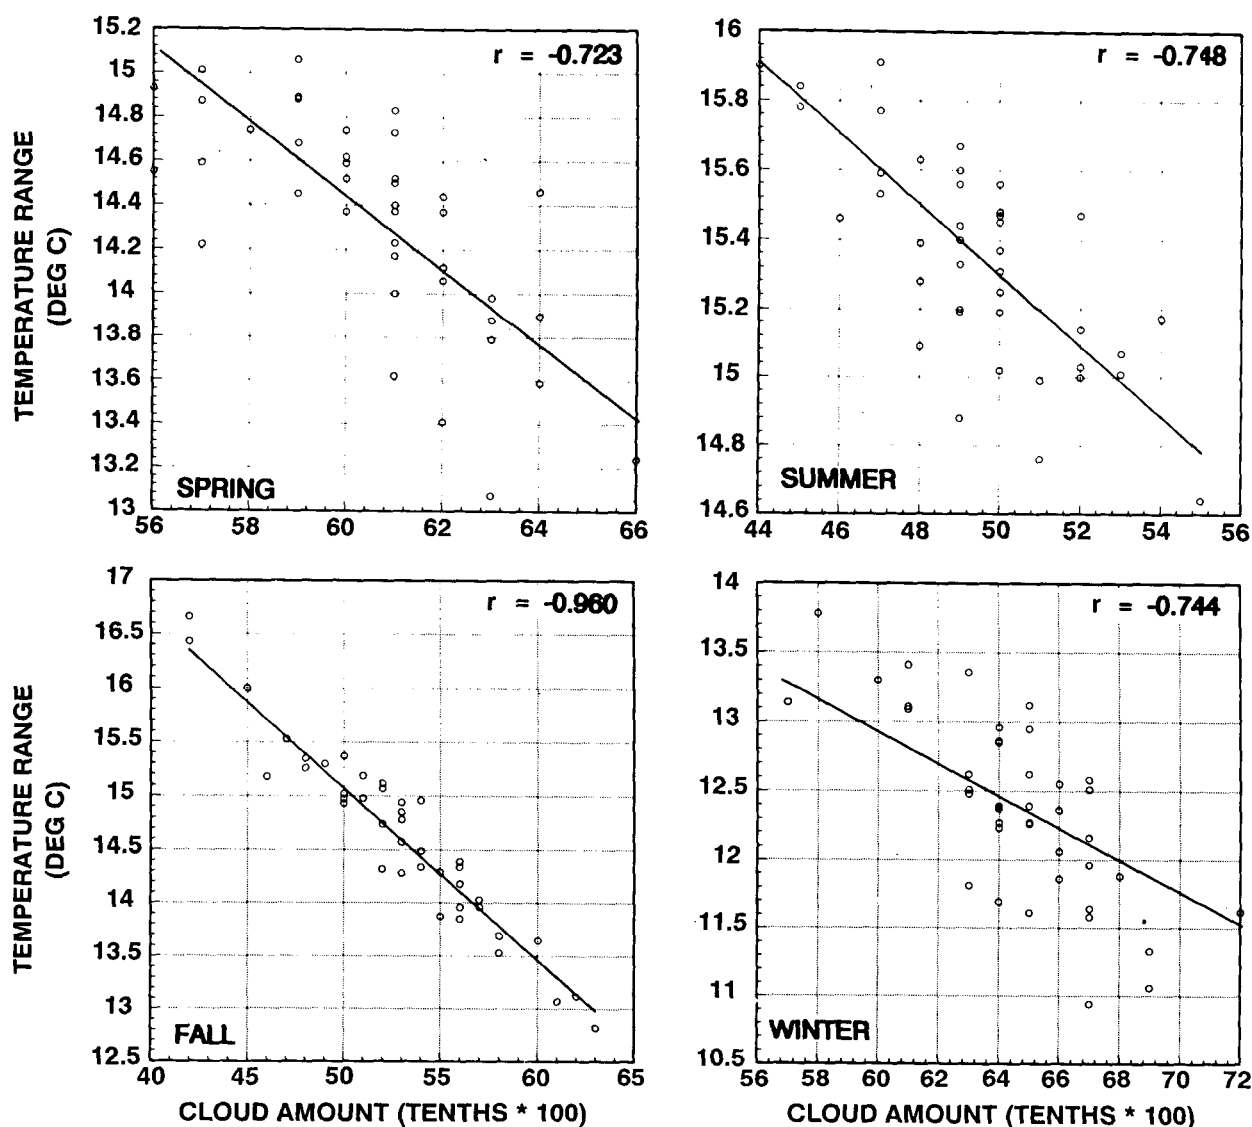 15.2
15
14.8
14.6
14.4
14.2
14
13.8
13.6
13.4
13.2
13
r = -0.723
SPRING
56 58 60 62 64 66
TEMPERATURE RANGE
(DEG C)
16
15.8
15.6
15.4
15.2
15
14.8
14.6
r = -0.748
SUMMER
44 46 48 50 52 54 56
17
16.5
16
15.5
15
14.5
14
13.5
13
12.5
r = -0.960
FALL
40 45 50 55 60 65
TEMPERATURE RANGE
(DEG C)
CLOUD AMOUNT (TENTHS * 100)
14
13.5
13
12.5
12
11.5
11
10.5
r = -0.744
WINTER
56 58 60 62 64 66 68 70 72
CLOUD AMOUNT (TENTHS * 100)